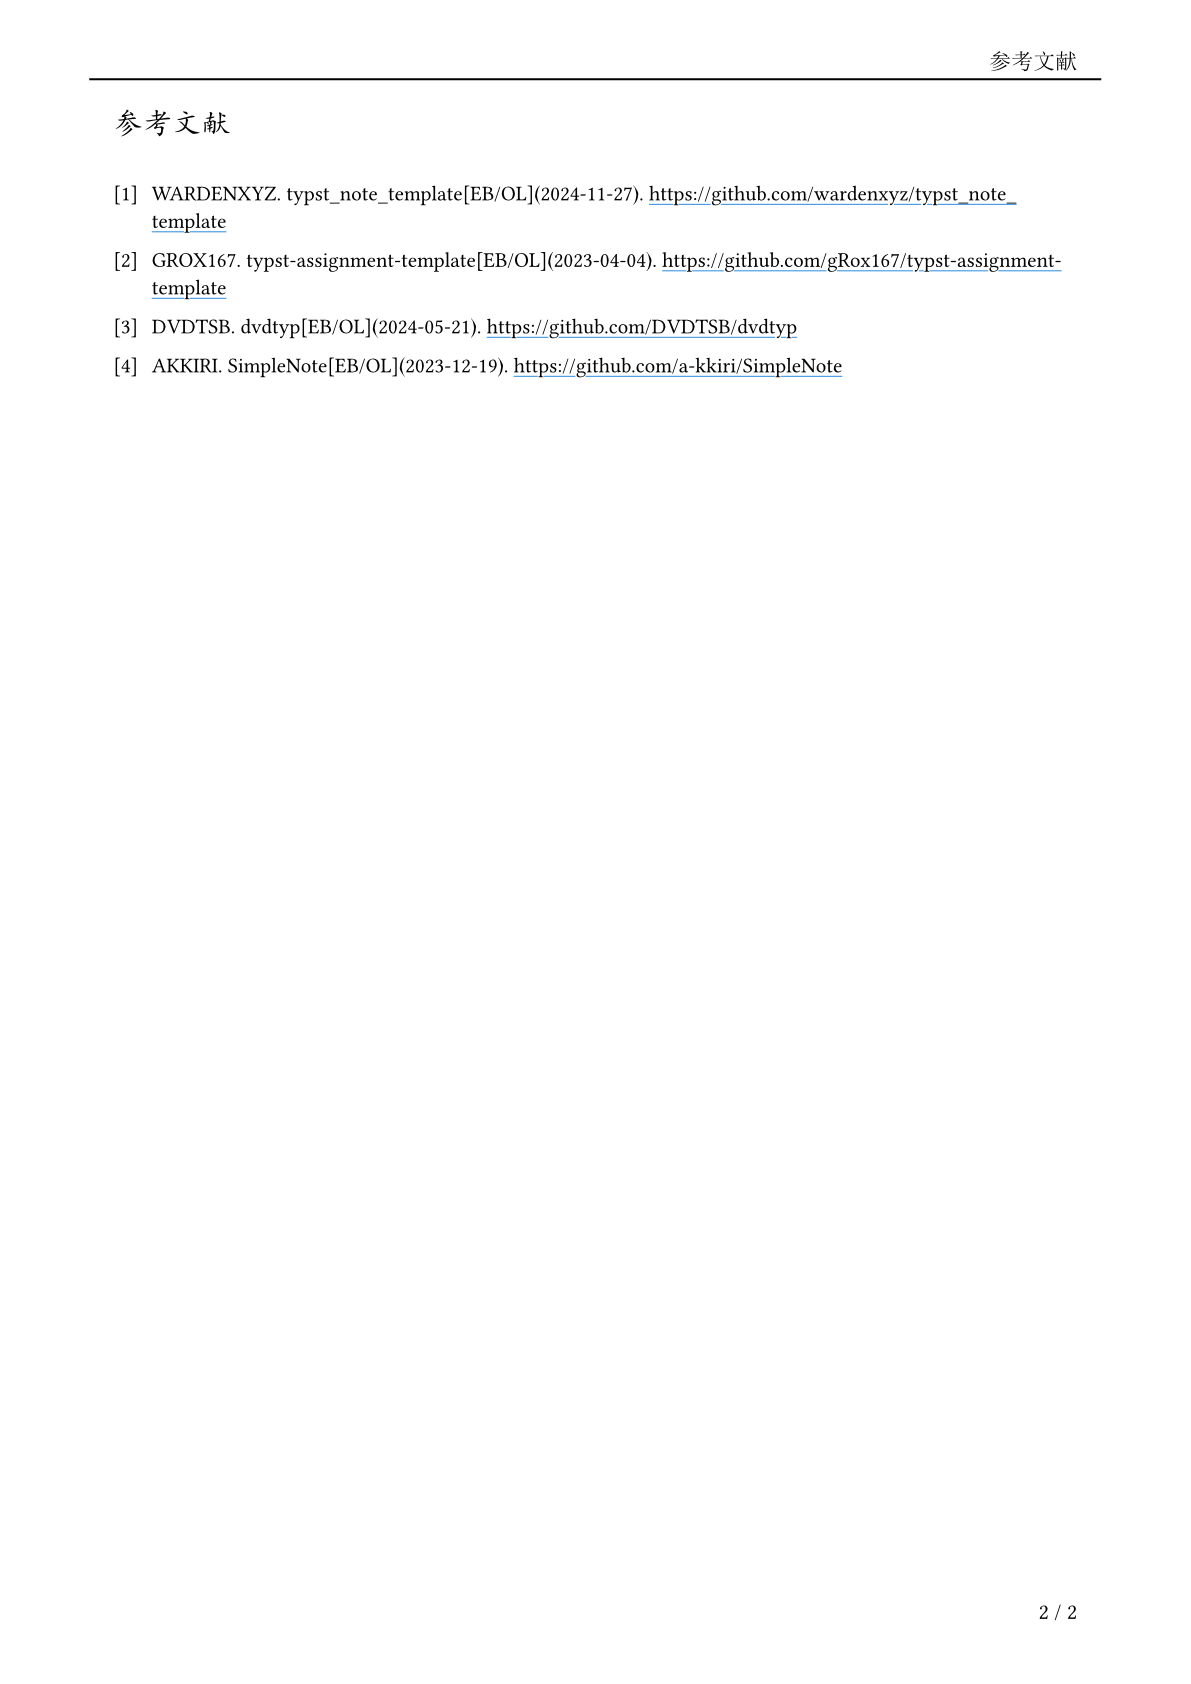 参考文献
参考文献
[1] WARDENXYZ. typst_note_template[EB/OL](2024-11-27). https://github.com/wardenxyz/typst_note_
template
[2] GROX167. typst-assignment-template[EB/OL](2023-04-04). https://github.com/gRox167/typst-assignment-
template
[3] DVDTSB. dvdtyp[EB/OL](2024-05-21). https://github.com/DVDTSB/dvdtyp
[4] AKKIRI. SimpleNote[EB/OL](2023-12-19). https://github.com/a-kkiri/SimpleNote
2 / 2